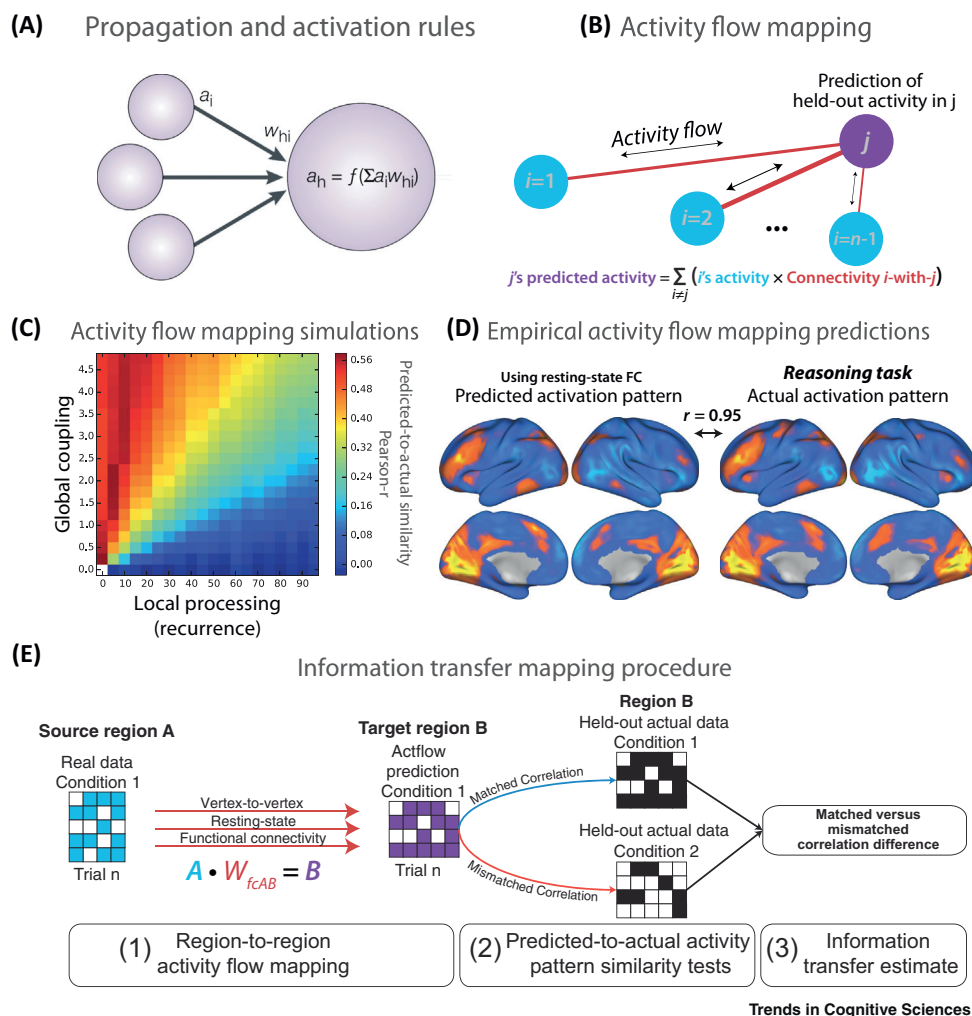 (A) Propagation and activation rules
a_i
w_hi
a_h = f(Σa_i w_hi)
(B) Activity flow mapping
Prediction of
held-out activity in j
Activity flow
j
i=1
i=2
...
i=n-1
j's predicted activity = Σ (i's activity × Connectivity i-with-j)
i≠j
(C) Activity flow mapping simulations
Global coupling
4.5
4.0
3.5
3.0
2.5
2.0
1.5
1.0
0.5
0.0
0 10 20 30 40 50 60 70 80 90
Local processing
(recurrence)
0.56
0.48
0.40
0.32
0.24
0.16
0.08
0.00
Predicted-to-actual similarity
Pearson-r
(D) Empirical activity flow mapping predictions
Using resting-state FC
Predicted activation pattern
r = 0.95
Reasoning task
Actual activation pattern
(E)
Information transfer mapping procedure
Source region A
Real data
Condition 1
Trial n
Vertex-to-vertex
Resting-state
Functional connectivity
A • W_fcAB = B
Target region B
Actflow
prediction
Condition 1
Trial n
Matched Correlation
Mismatched Correlation
Region B
Held-out actual data
Condition 1
Held-out actual data
Condition 2
Matched versus
mismatched
correlation difference
(1) Region-to-region
activity flow mapping
(2) Predicted-to-actual activity
pattern similarity tests
(3) Information
transfer estimate
Trends in Cognitive Sciences